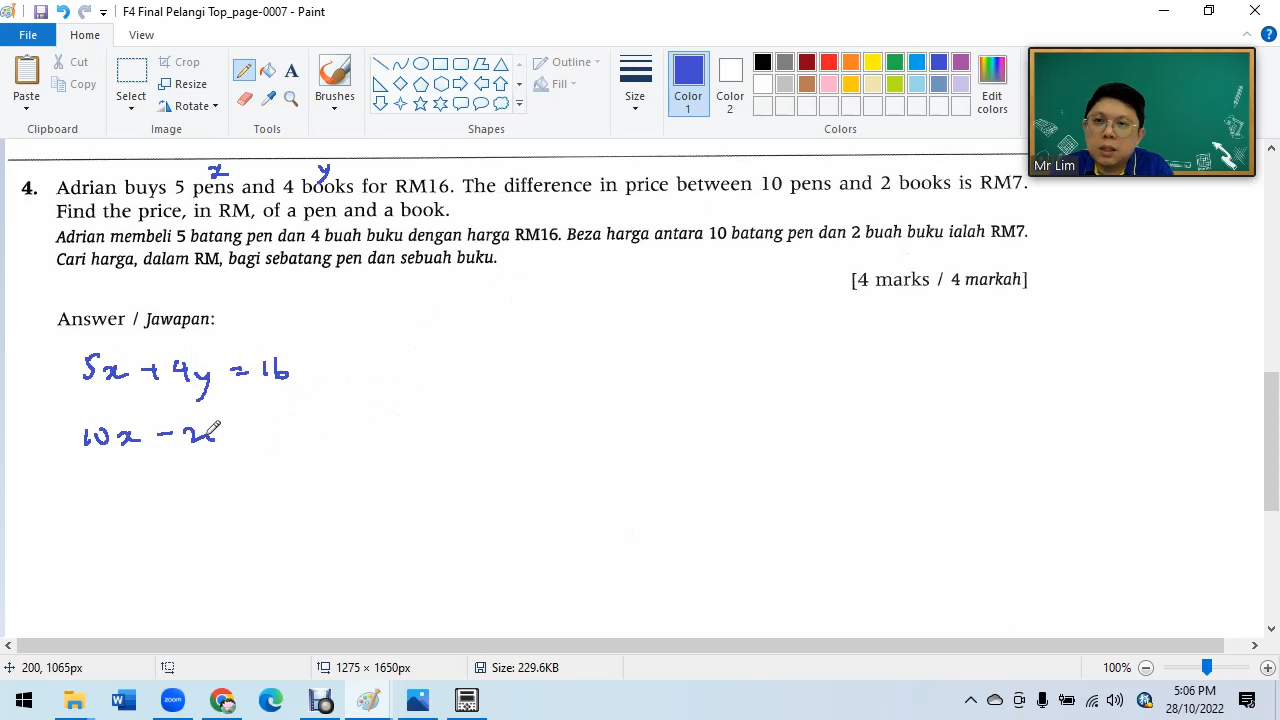 F4 Final Pelangi Top_page-0007 - Paint
File
Home
View
Paste
Cut
Copy
Clipboard
Select
Crop
Resize
Rotate
Image
A
Tools
Brushes
Shapes
Outline
Fill
Size
Color 1
Color 2
Edit colors
Colors
Mr Lim
x y
4. Adrian buys 5 pens and 4 books for RM16. The difference in price between 10 pens and 2 books is RM7.
Find the price, in RM, of a pen and a book.
Adrian membeli 5 batang pen dan 4 buah buku dengan harga RM16. Beza harga antara 10 batang pen dan 2 buah buku ialah RM7.
Cari harga, dalam RM, bagi sebatang pen dan sebuah buku.
[4 marks / 4 markah]
Answer / Jawapan:
5x + 4y = 16
10x - 2
200, 1065px
1275 × 1650px
Size: 229.6KB
100%
W
zoom
5:06 PM
28/10/2022